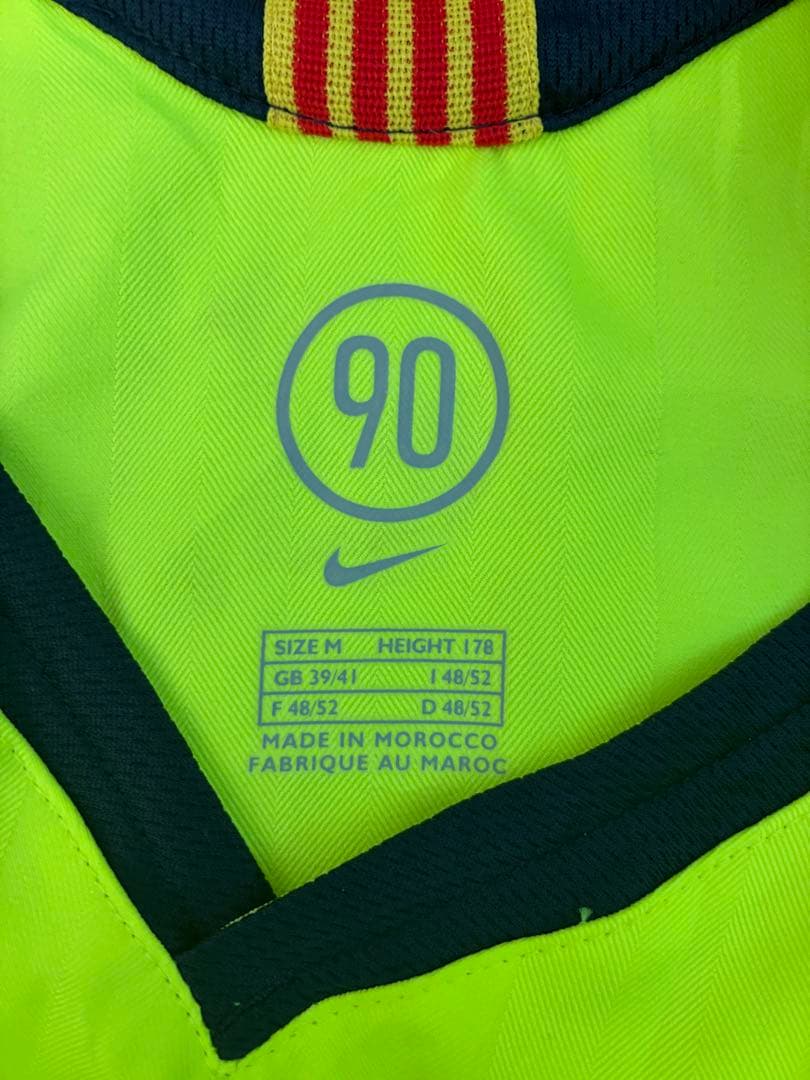 90
SIZE M HEIGHT 178
GB 39/41 I 48/52
F 48/52 D 48/52
MADE IN MOROCCO
FABRIQUE AU MAROC